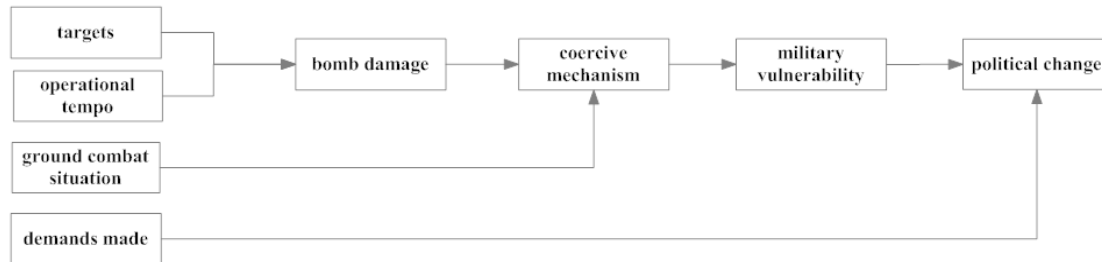 targets
operational
tempo
bomb damage
coercive
mechanism
military
vulnerability
political change
ground combat
situation
demands made